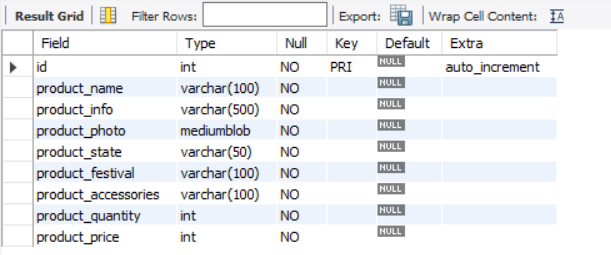 Result Grid Filter Rows: Export: Wrap Cell Content: IA
Field Type Null Key Default Extra
id int NO PRI NULL auto_increment
product_name varchar(100) NO NULL
product_info varchar(500) NO NULL
product_photo mediumblob NO NULL
product_state varchar(50) NO NULL
product_festival varchar(100) NO NULL
product_accessories varchar(100) NO NULL
product_quantity int NO NULL
product_price int NO NULL